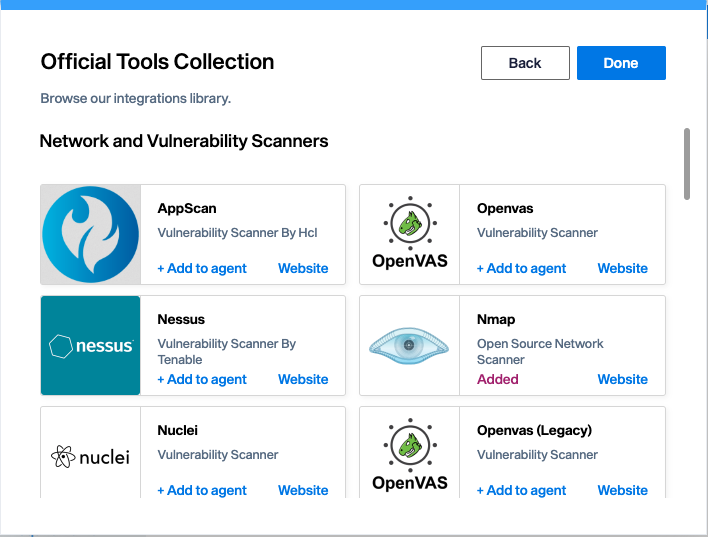 Official Tools Collection
Back
Done
Browse our integrations library.
Network and Vulnerability Scanners
AppScan
Vulnerability Scanner By Hcl
+ Add to agent
Website
OpenVAS
Openvas
Vulnerability Scanner
+ Add to agent
Website
nessus
Nessus
Vulnerability Scanner By
Tenable
+ Add to agent
Website
Nmap
Open Source Network
Scanner
Added
Website
nuclei
Nuclei
Vulnerability Scanner
+ Add to agent
Website
OpenVAS
Openvas (Legacy)
Vulnerability Scanner
+ Add to agent
Website